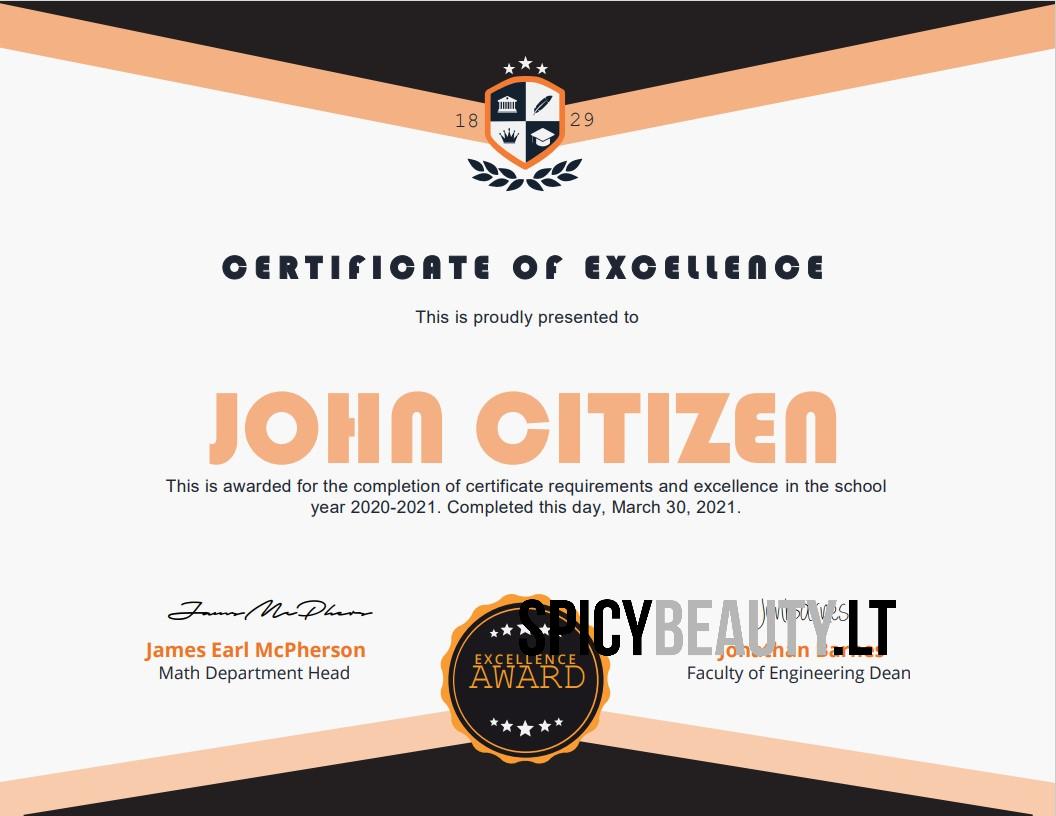 18 29
CERTIFICATE OF EXCELLENCE
This is proudly presented to
JOHN CITIZEN
This is awarded for the completion of certificate requirements and excellence in the school
year 2020-2021. Completed this day, March 30, 2021.
James McPhers
SPICYBEAUTY.LT
James Earl McPherson
Jonathan Barnes
Math Department Head
Faculty of Engineering Dean
EXCELLENCE
AWARD